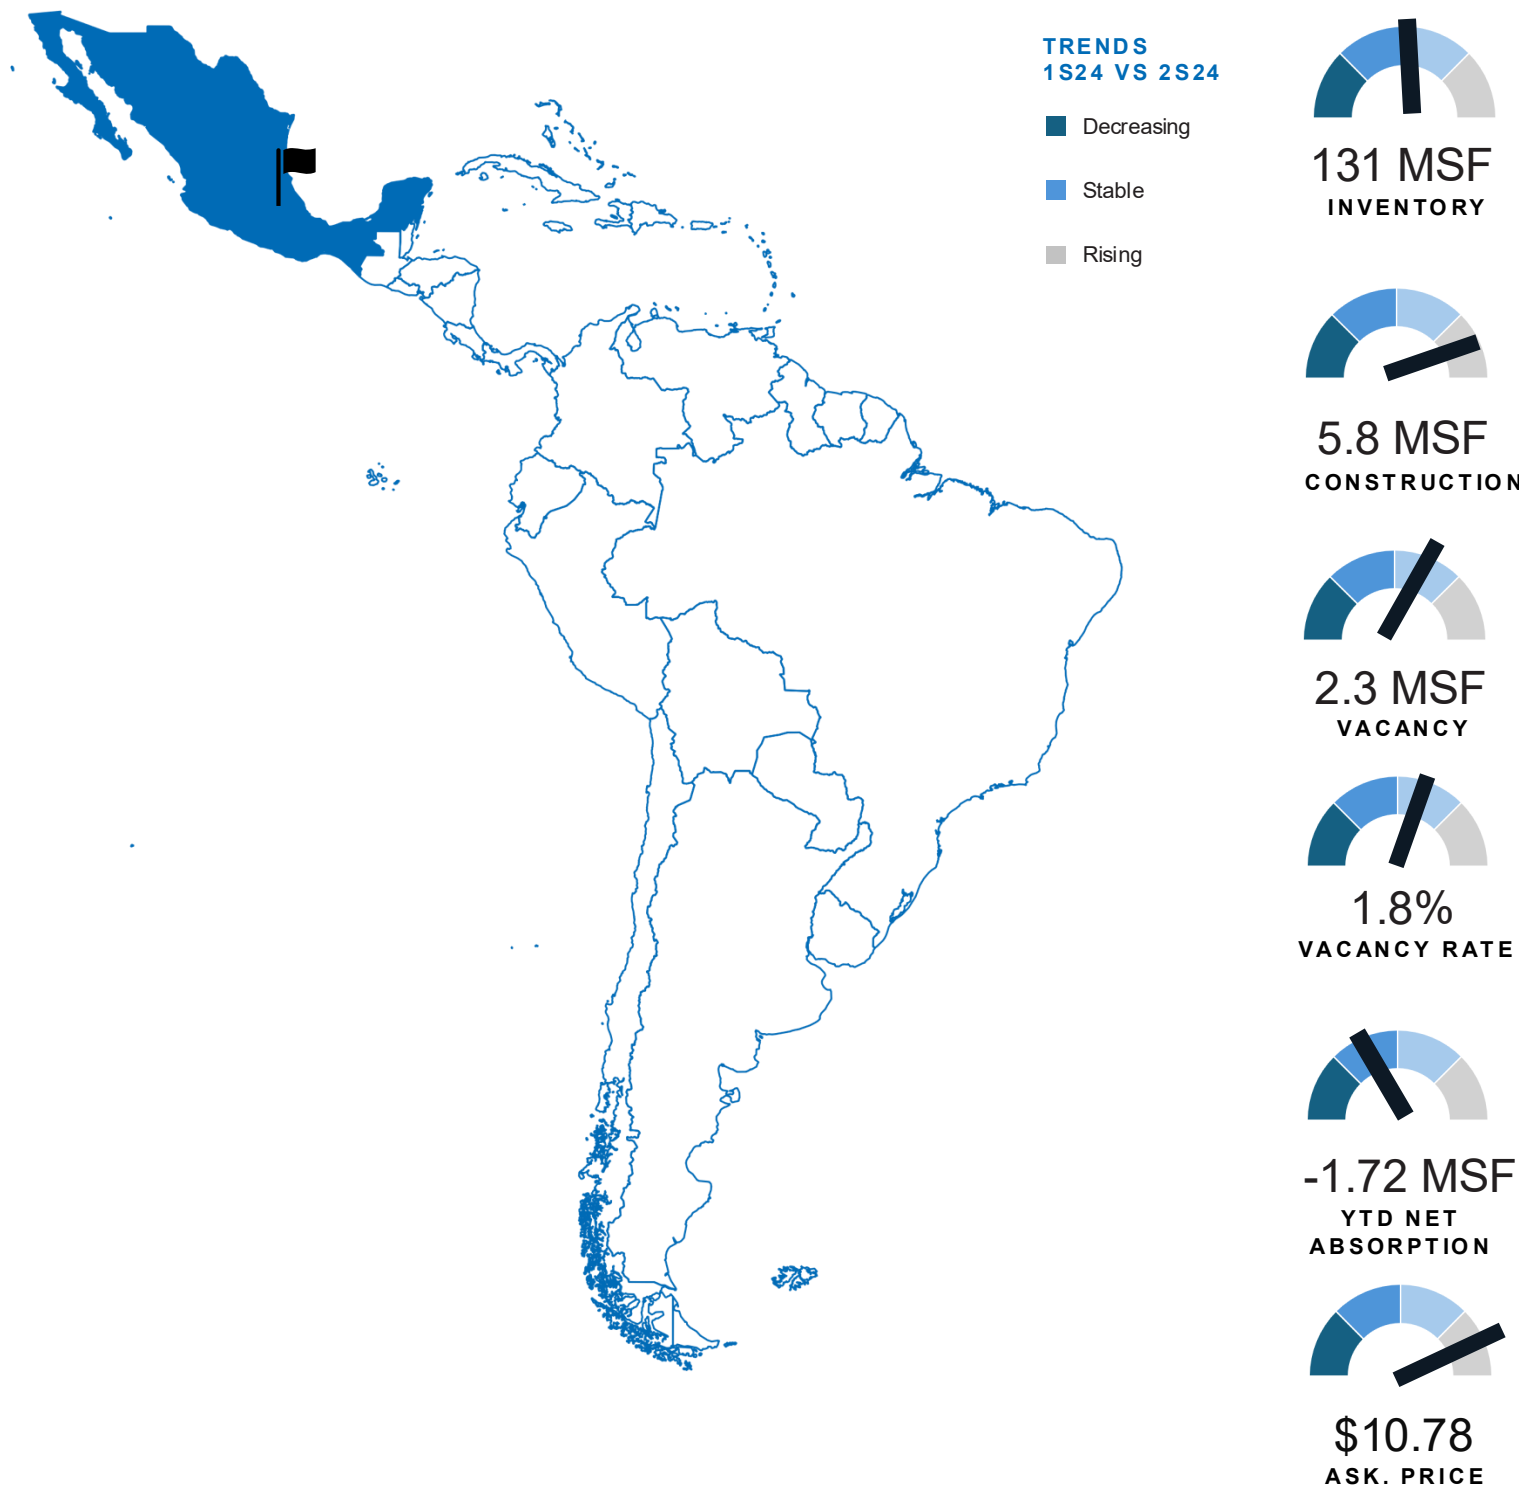 TRENDS
1S24 VS 2S24
Decreasing
Stable
Rising
131 MSF
INVENTORY
5.8 MSF
CONSTRUCTION
2.3 MSF
VACANCY
1.8%
VACANCY RATE
-1.72 MSF
YTD NET
ABSORPTION
$10.78
ASK. PRICE